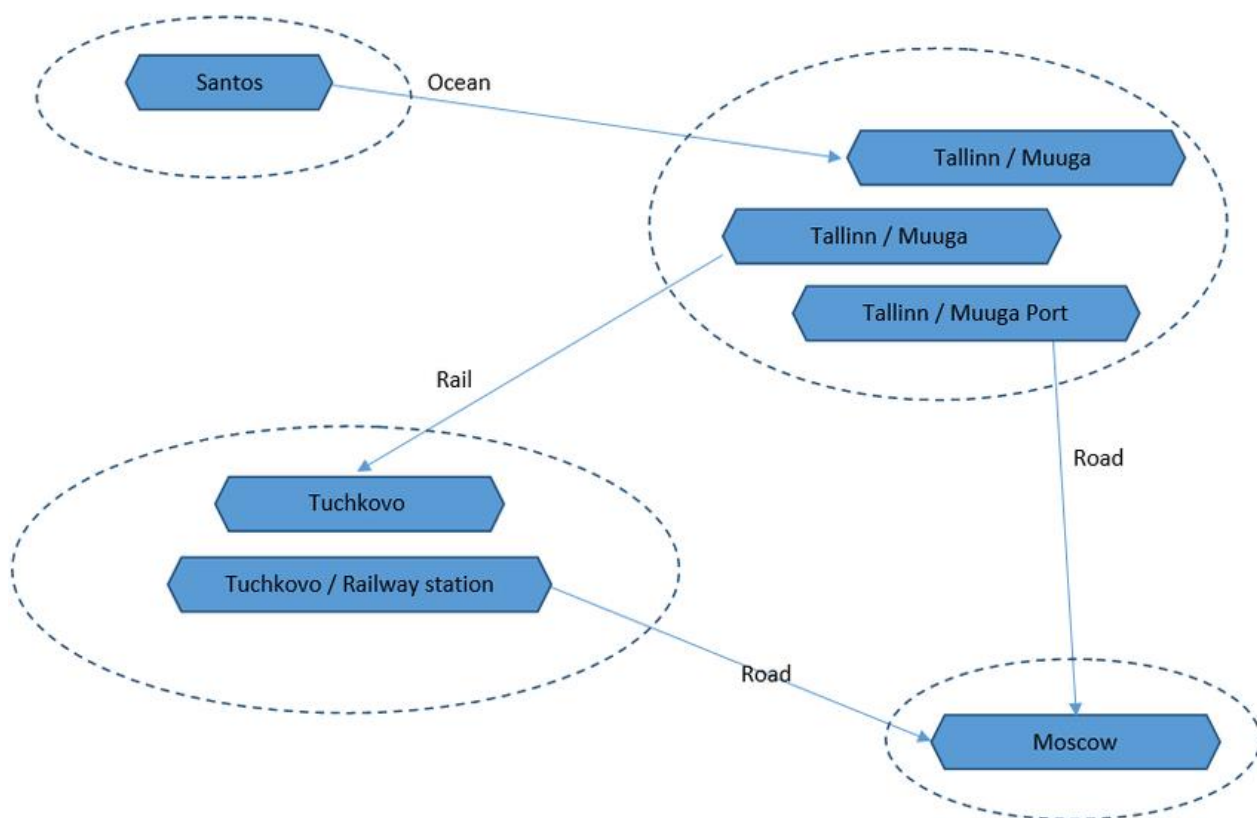 Santos
Ocean
Tallinn / Muuga
Tallinn / Muuga
Tallinn / Muuga Port
Rail
Road
Tuchkovo
Tuchkovo / Railway station
Road
Moscow